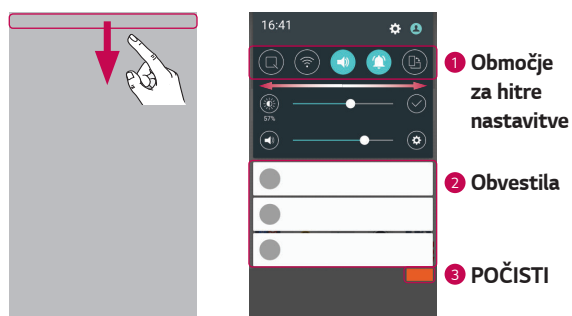 16:41
1 Območje
za hitre
nastavitve
57%
2 Obvestila
3 POČISTI